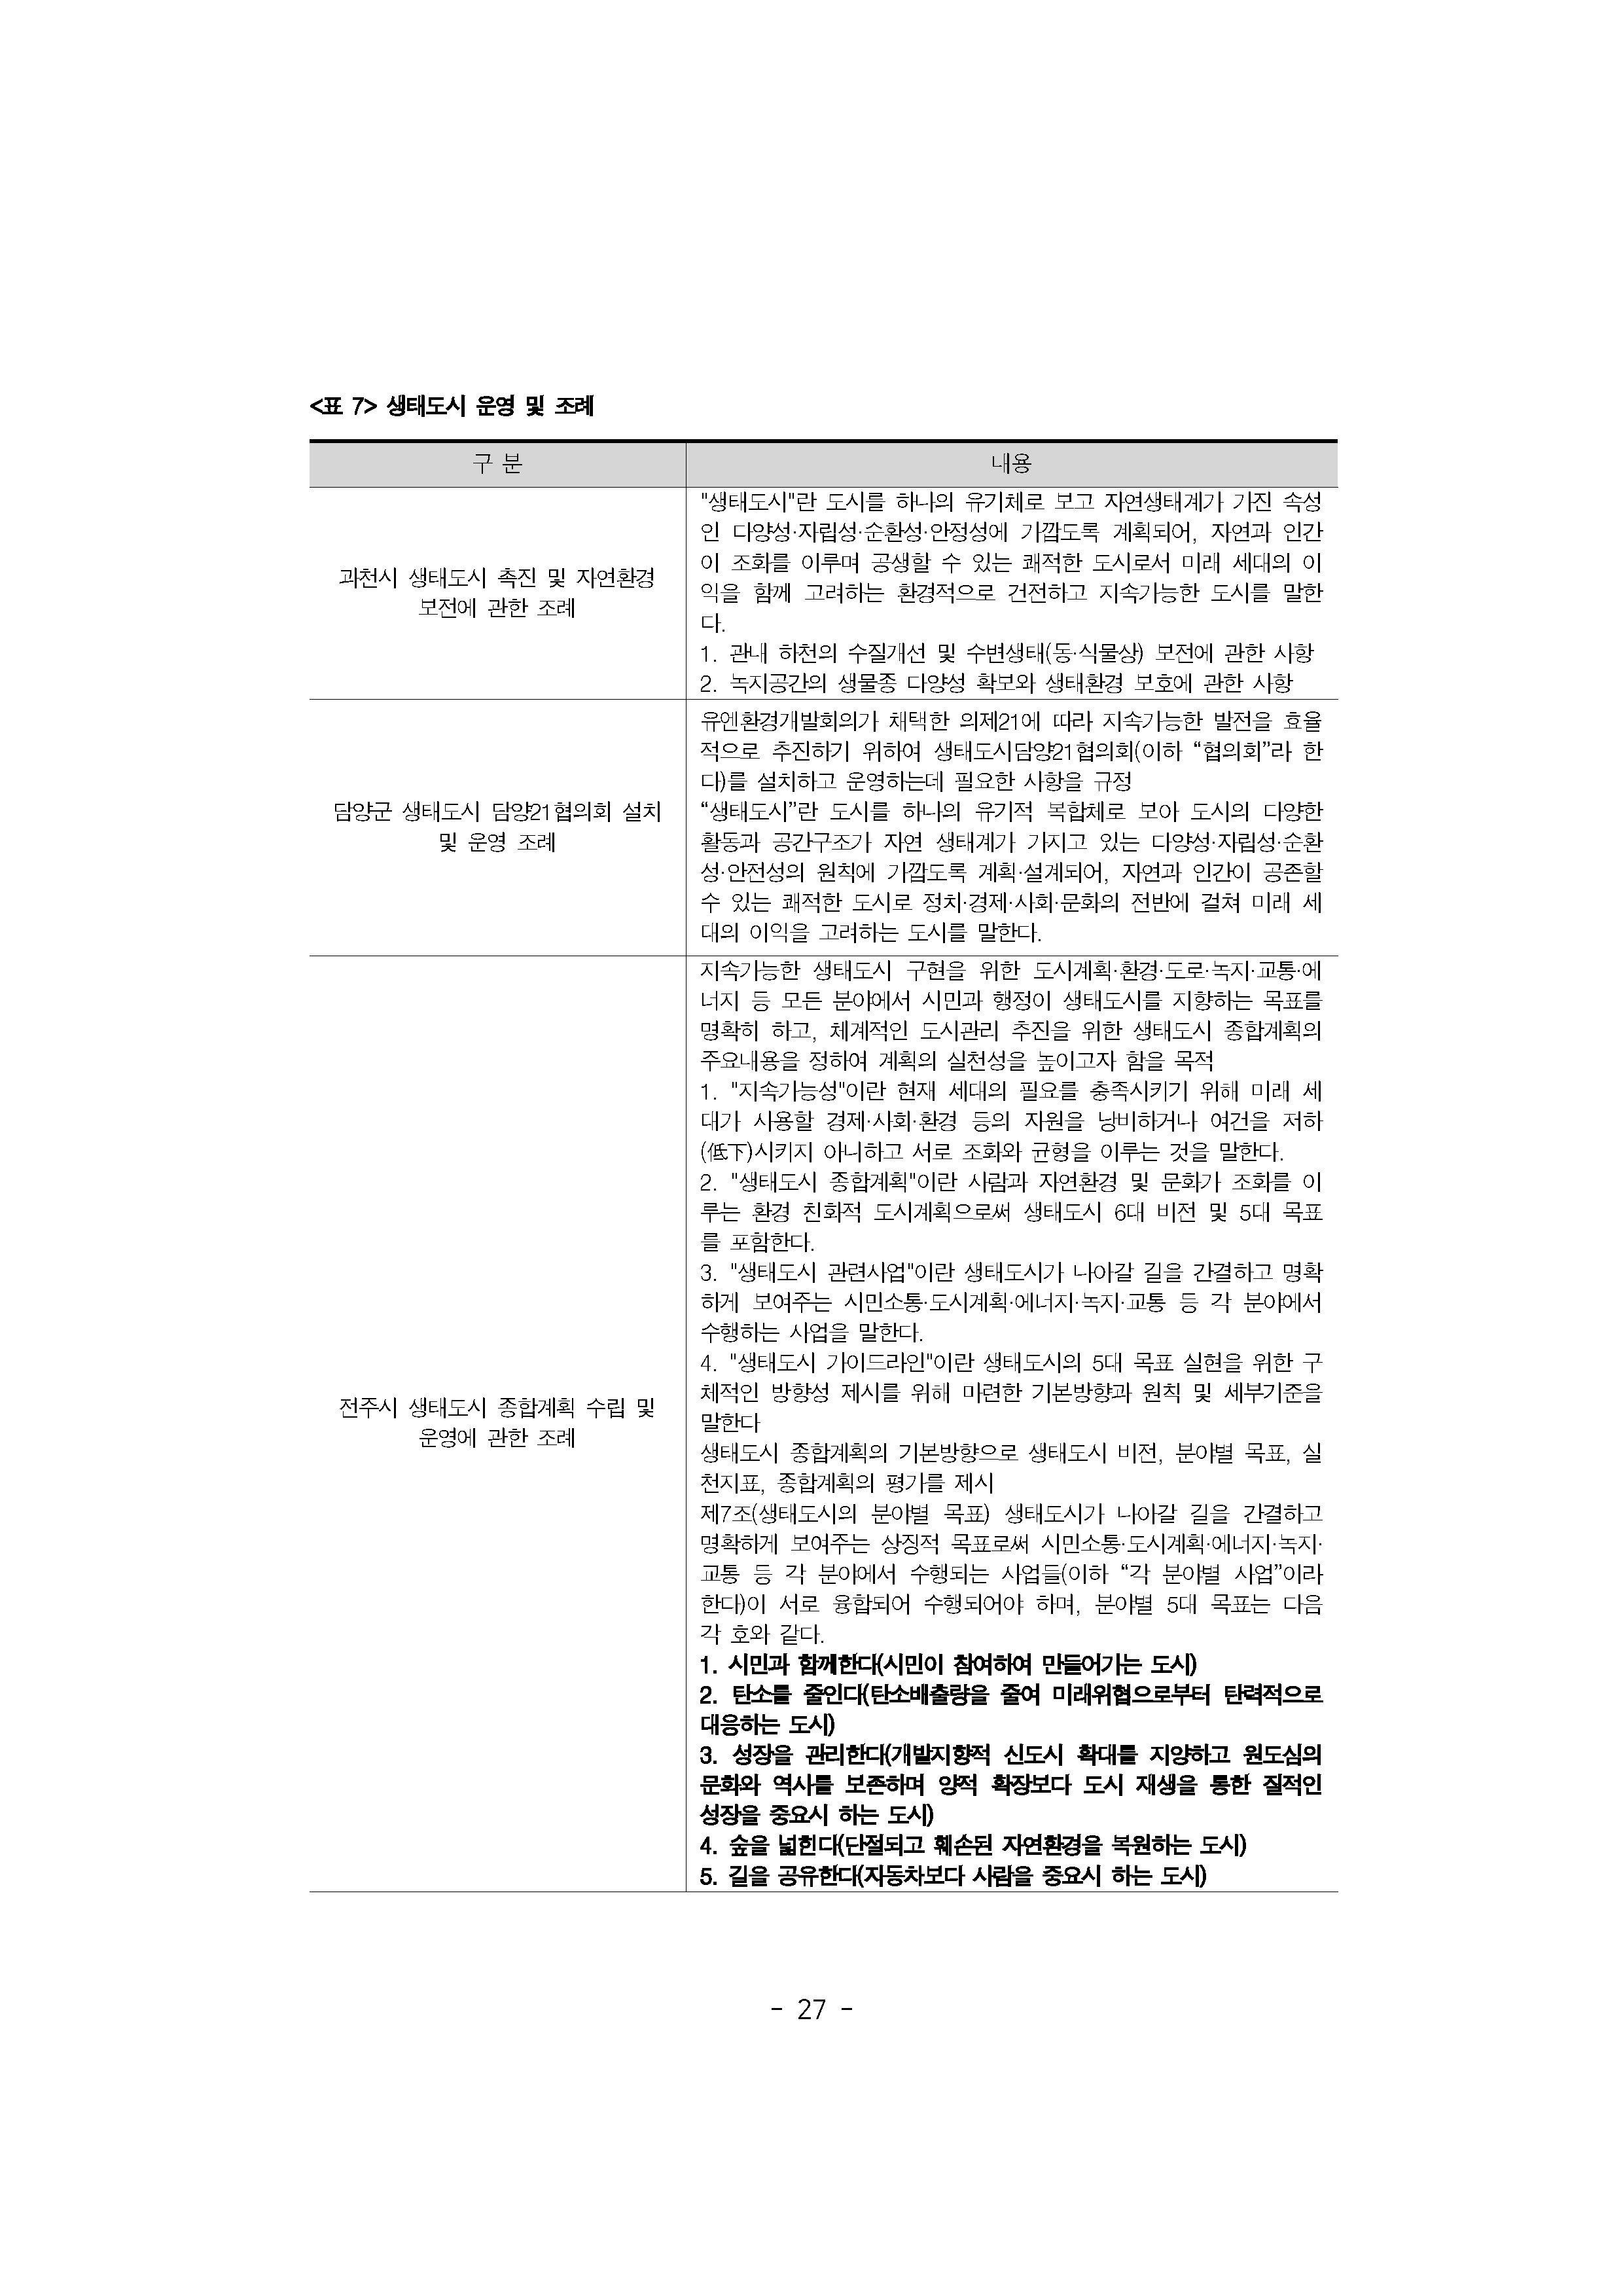 <표 7> 생태도시 운영 및 조례
구 분
내용
과천시 생태도시 촉진 및 자연환경
보전에 관한 조례
"생태도시"란 도시를 하나의 유기체로 보고 자연생태계가 가진 속성
인 다양성·자립성·순환성·안정성에 가깝도록 계획되어, 자연과 인간
이 조화를 이루며 공생할 수 있는 쾌적한 도시로서 미래 세대의 이
익을 함께 고려하는 환경적으로 건전하고 지속가능한 도시를 말한
다.
1. 관내 하천의 수질개선 및 수변생태(동·식물상) 보전에 관한 사항
2. 녹지공간의 생물종 다양성 확보와 생태환경 보호에 관한 사항
담양군 생태도시 담양21협의회 설치
및 운영 조례
유엔환경개발회의가 채택한 의제21에 따라 지속가능한 발전을 효율
적으로 추진하기 위하여 생태도시담양21협의회(이하 “협의회”라 한
다)를 설치하고 운영하는데 필요한 사항을 규정
“생태도시”란 도시를 하나의 유기적 복합체로 보아 도시의 다양한
활동과 공간구조가 자연 생태계가 가지고 있는 다양성·자립성·순환
성·안전성의 원칙에 가깝도록 계획·설계되어, 자연과 인간이 공존할
수 있는 쾌적한 도시로 정치·경제·사회·문화의 전반에 걸쳐 미래 세
대의 이익을 고려하는 도시를 말한다.
전주시 생태도시 종합계획 수립 및
운영에 관한 조례
지속가능한 생태도시 구현을 위한 도시계획·환경·도로·녹지·교통·에
너지 등 모든 분야에서 시민과 행정이 생태도시를 지향하는 목표를
명확히 하고, 체계적인 도시관리 추진을 위한 생태도시 종합계획의
주요내용을 정하여 계획의 실천성을 높이고자 함을 목적
1. "지속가능성"이란 현재 세대의 필요를 충족시키기 위해 미래 세
대가 사용할 경제·사회·환경 등의 자원을 낭비하거나 여건을 저하
(低下)시키지 아니하고 서로 조화와 균형을 이루는 것을 말한다.
2. "생태도시 종합계획"이란 사람과 자연환경 및 문화가 조화를 이
루는 환경 친화적 도시계획으로써 생태도시 6대 비전 및 5대 목표
를 포함한다.
3. "생태도시 관련사업"이란 생태도시가 나아갈 길을 간결하고 명확
하게 보여주는 시민소통·도시계획·에너지·녹지·교통 등 각 분야에서
수행하는 사업을 말한다.
4. "생태도시 가이드라인"이란 생태도시의 5대 목표 실현을 위한 구
체적인 방향성 제시를 위해 마련한 기본방향과 원칙 및 세부기준을
말한다
생태도시 종합계획의 기본방향으로 생태도시 비전, 분야별 목표, 실
천지표, 종합계획의 평가를 제시
제7조(생태도시의 분야별 목표) 생태도시가 나아갈 길을 간결하고
명확하게 보여주는 상징적 목표로써 시민소통·도시계획·에너지·녹지·
교통 등 각 분야에서 수행되는 사업들(이하 “각 분야별 사업”이라
한다)이 서로 융합되어 수행되어야 하며, 분야별 5대 목표는 다음
각 호와 같다.
1. 시민과 함께한다(시민이 참여하여 만들어가는 도시)
2. 탄소를 줄인다(탄소배출량을 줄여 미래위협으로부터 탄력적으로
대응하는 도시)
3. 성장을 관리한다(개발지향적 신도시 확대를 지양하고 원도심의
문화와 역사를 보존하며 양적 확장보다 도시 재생을 통한 질적인
성장을 중요시 하는 도시)
4. 숲을 넓힌다(단절되고 훼손된 자연환경을 복원하는 도시)
5. 길을 공유한다(자동차보다 사람을 중요시 하는 도시)
- 27 -